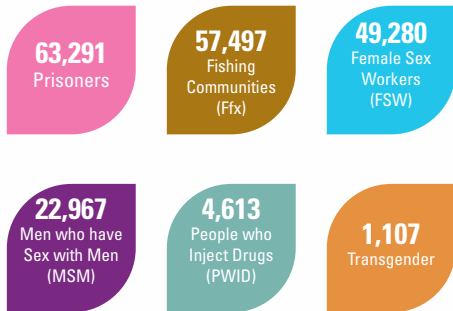 63,291
Prisoners
57,497
Fishing
Communities
(Ffx)
49,280
Female Sex
Workers
(FSW)
22,967
Men who have
Sex with Men
(MSM)
4,613
People who
Inject Drugs
(PWID)
1,107
Transgender